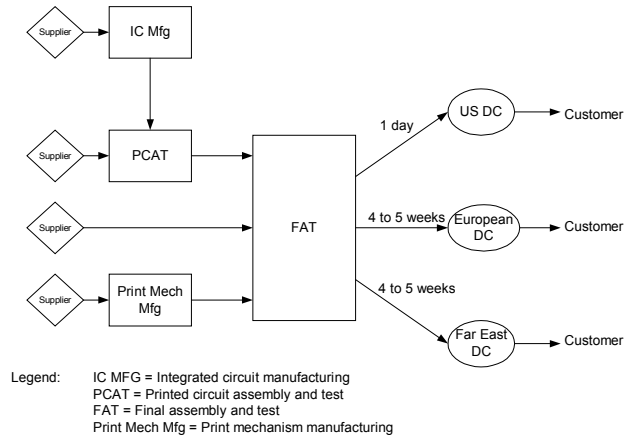 Supplier
IC Mfg
US DC
Customer
1 day
Supplier
PCAT
Supplier
FAT
4 to 5 weeks
European
DC
Customer
Supplier
Print Mech
Mfg
4 to 5 weeks
Far East
DC
Customer
Legend: IC MFG = Integrated circuit manufacturing
PCAT = Printed circuit assembly and test
FAT = Final assembly and test
Print Mech Mfg = Print mechanism manufacturing